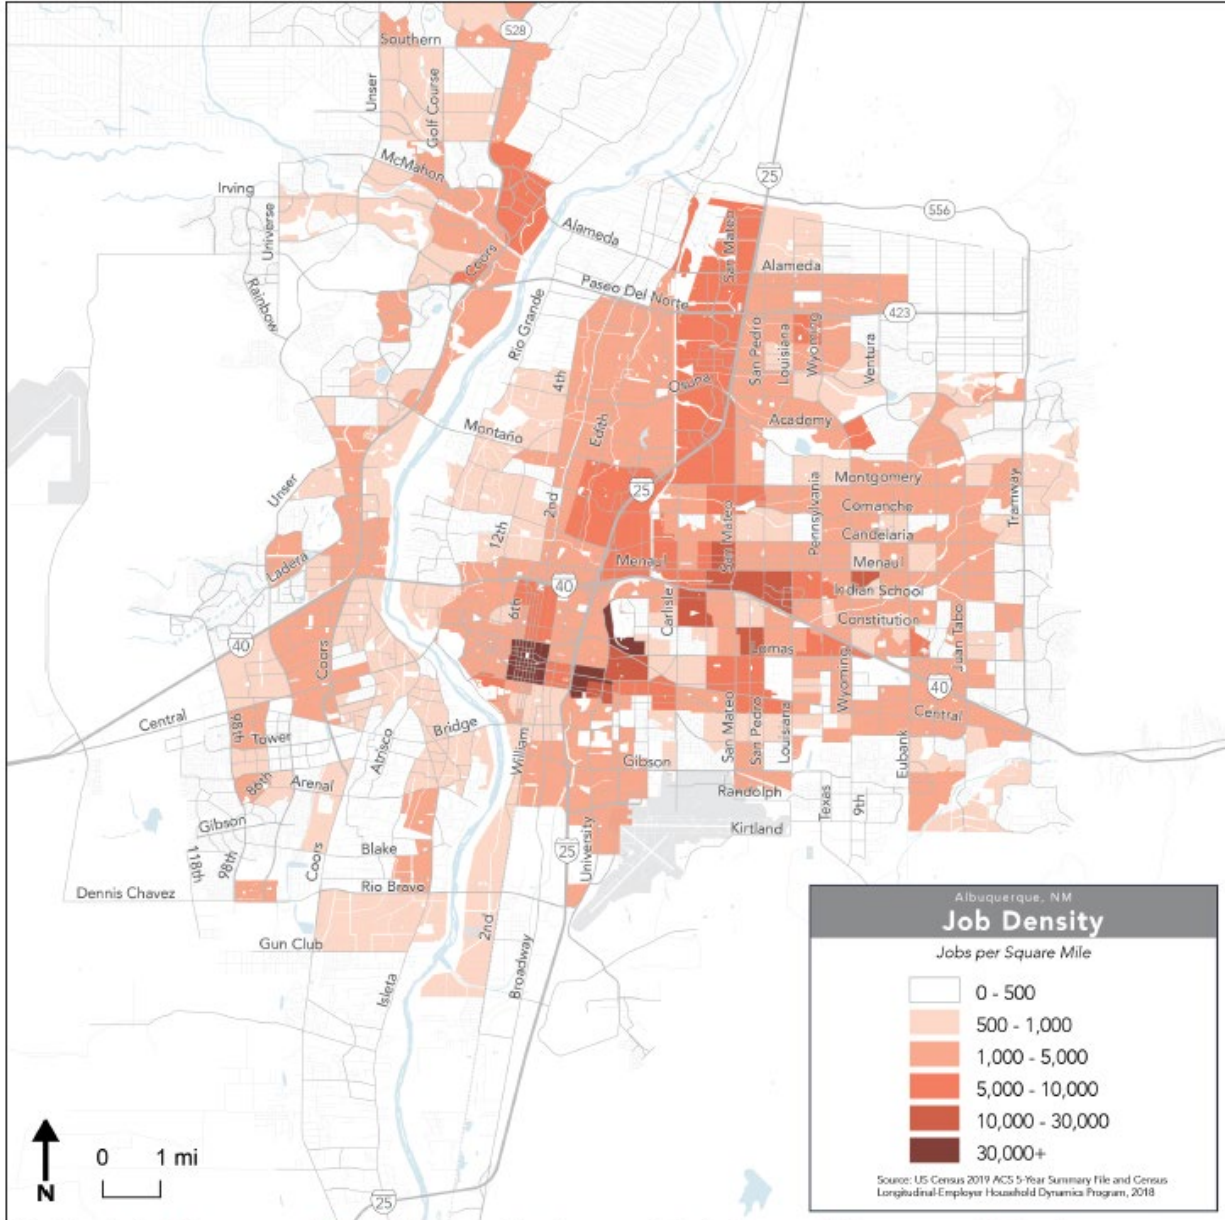 528
Southern
Unser
Golf Course
McMahon
25
Irving
556
Universe
Alameda
San Mateo
Coors
Alameda
Rainbow
Paseo Del Norte
Rio Grande
423
San Pedro
Louisiana
Wyoming
Ventura
4th
Osuna
Edith
Academy
Montaño
Montgomery
Unser
25
2nd
Comanche
Pennsylvania
Tramway
San Mateo
12th
Candelaria
Menaul
Menaul
Ladera
40
Indian School
6th
Carlisle
Constitution
Juan Tabo
40
Coors
Lomas
Wyoming
40
Central
Central
98th
Bridge
Tower
Atrisco
William
San Mateo
San Pedro
Louisiana
Eubank
Gibson
86th
Arenal
Randolph
Texas
9th
Gibson
Kirtland
University
Blake
25
118th
98th
Coors
Rio Bravo
Dennis Chavez
2nd
Gun Club
Broadway
Isleta
25
Albuquerque, NM
Job Density
Jobs per Square Mile
0 - 500
500 - 1,000
1,000 - 5,000
5,000 - 10,000
10,000 - 30,000
30,000+
Source: US Census 2019 ACS 5-Year Summary File and Census
Longitudinal-Employer Household Dynamics Program, 2018
0 1 mi
N